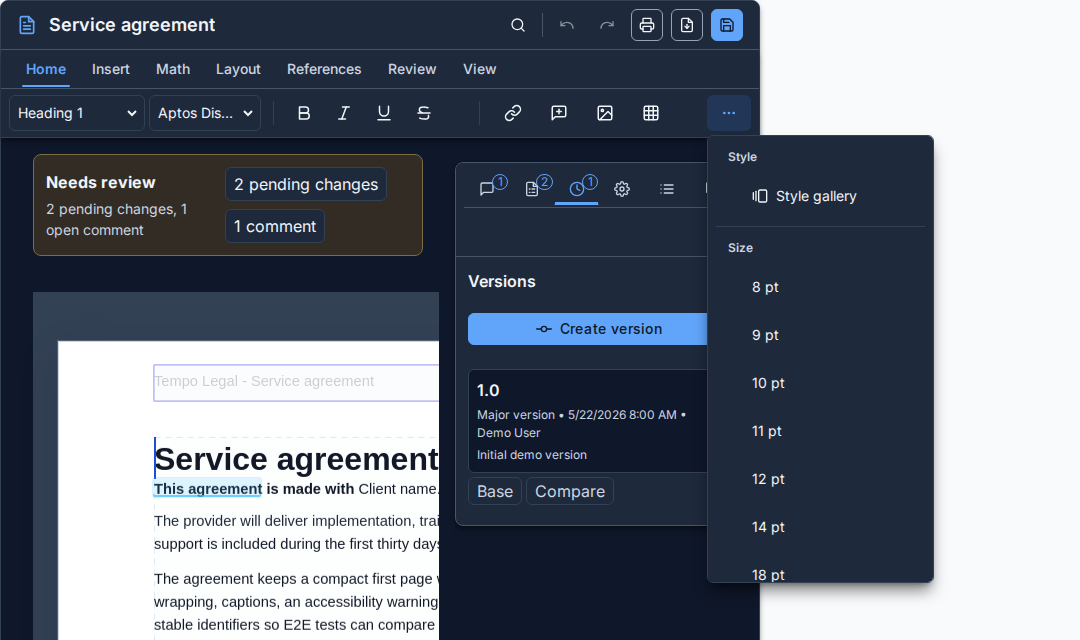 Service agreement
Home Insert Math Layout References Review View
Heading 1 Aptos Dis... B I U S
Needs review
2 pending changes, 1
open comment
2 pending changes
1 comment
1 2 1
Versions
Create version
1.0
Major version • 5/22/2026 8:00 AM •
Demo User
Initial demo version
Base Compare
Style
Style gallery
Size
8 pt
9 pt
10 pt
11 pt
12 pt
14 pt
18 pt
Tempo Legal - Service agreement
Service agreement
This agreement is made with Client name.
The provider will deliver implementation,
support is included during the first thirty days
The agreement keeps a compact first page
wrapping, captions, an accessibility warning
stable identifiers so E2E tests can compare